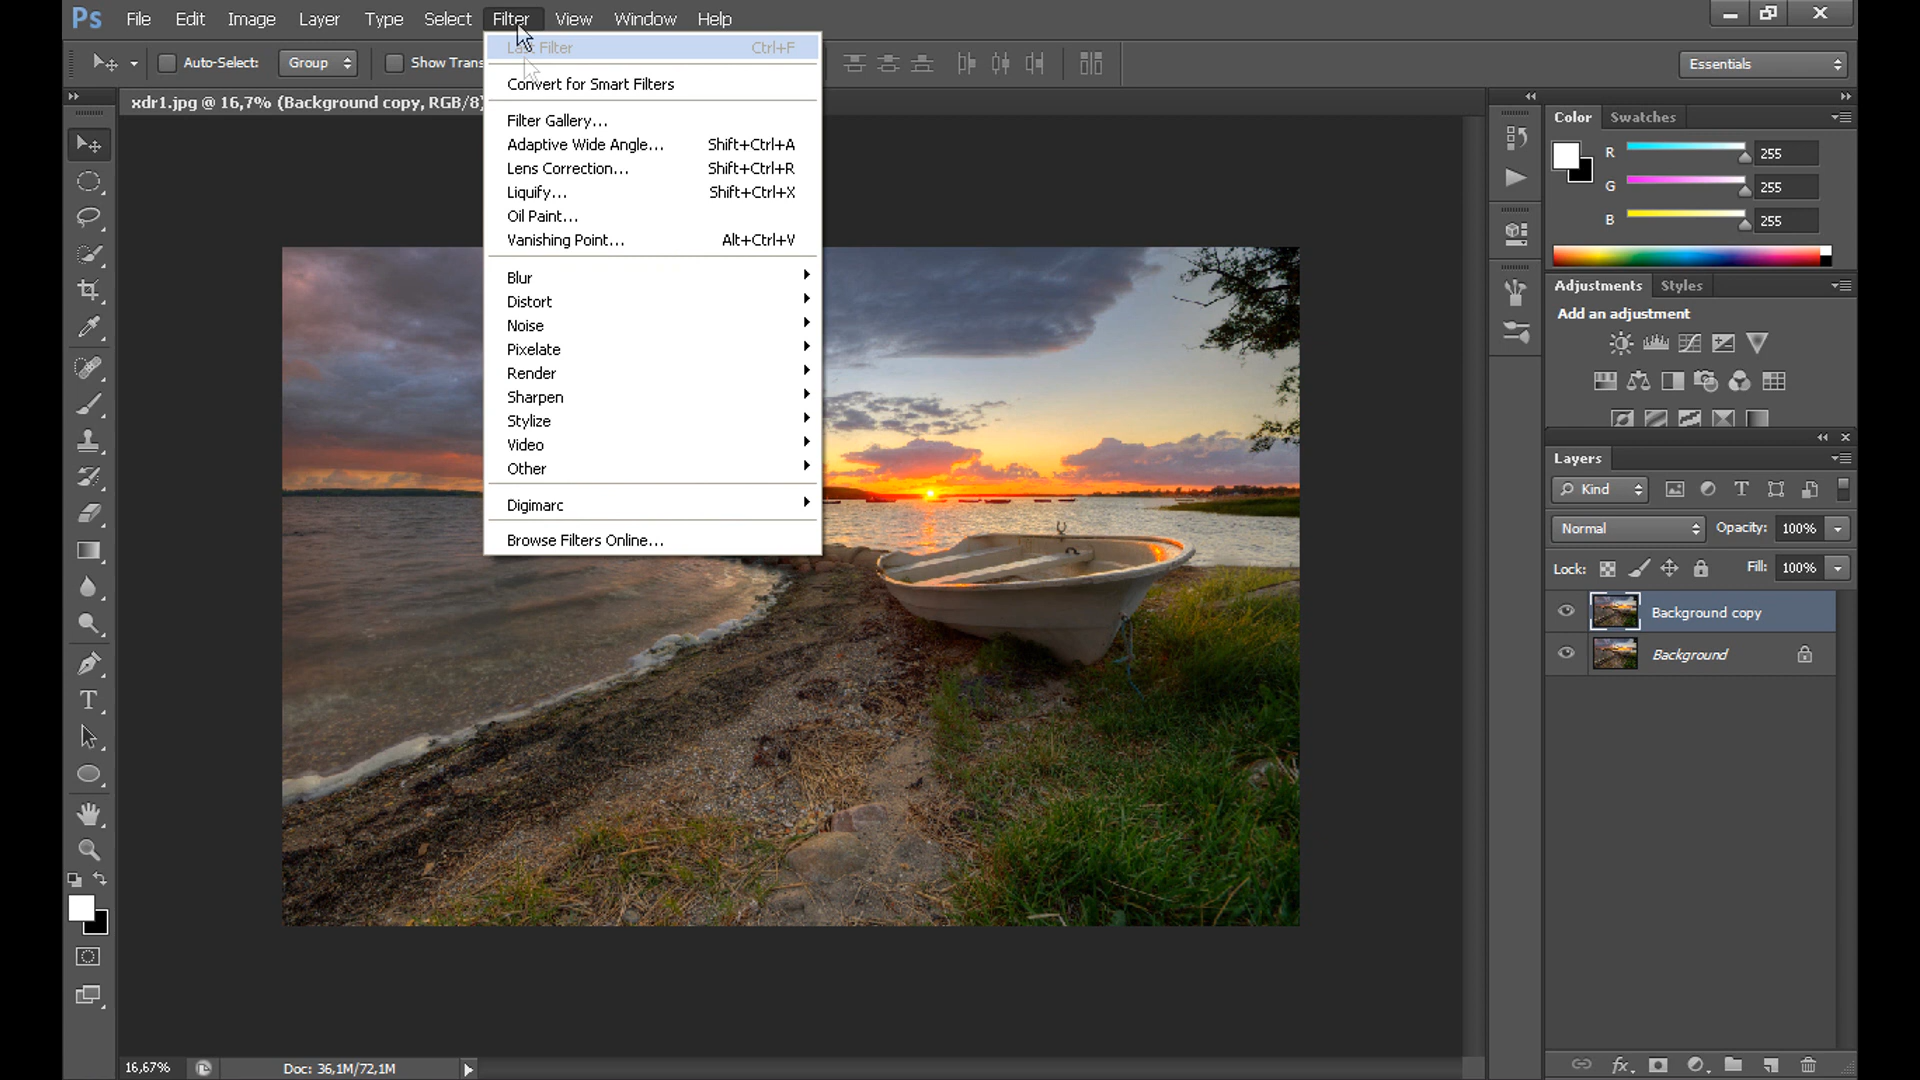 Ps File Edit Image Layer Type Select Filter View Window Help
Auto-Select: Group Show Trans
Essentials
xdr1.jpg @ 16,7% (Background copy, RGB/8)
Last Filter Ctrl+F
Convert for Smart Filters
Filter Gallery...
Adaptive Wide Angle... Shift+Ctrl+A
Lens Correction... Shift+Ctrl+R
Liquify... Shift+Ctrl+X
Oil Paint...
Vanishing Point... Alt+Ctrl+V
Blur
Distort
Noise
Pixelate
Render
Sharpen
Stylize
Video
Other
Digimarc
Browse Filters Online...
Color Swatches
R 255
G 255
B 255
Adjustments Styles
Add an adjustment
Layers
Kind
Normal Opacity: 100%
Lock: Fill: 100%
Background copy
Background
16,67% Doc: 36,1M/72,1M